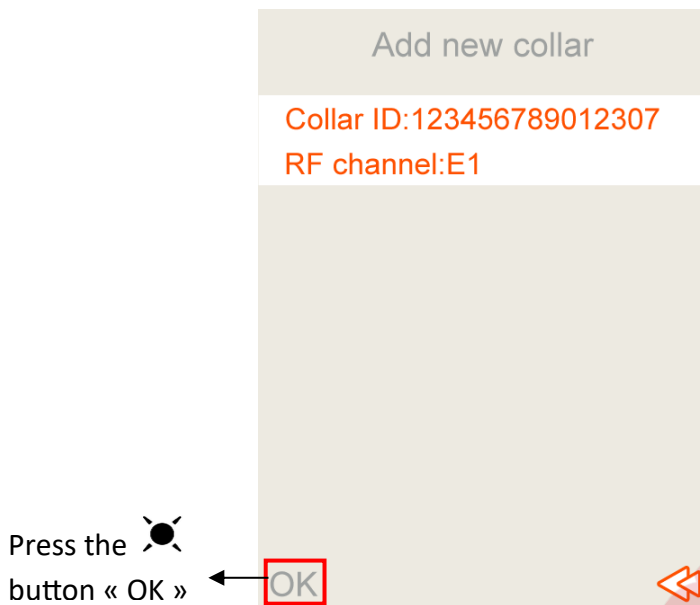 Add new collar
Collar ID:123456789012307
RF channel:E1
Press the
button « OK »
OK